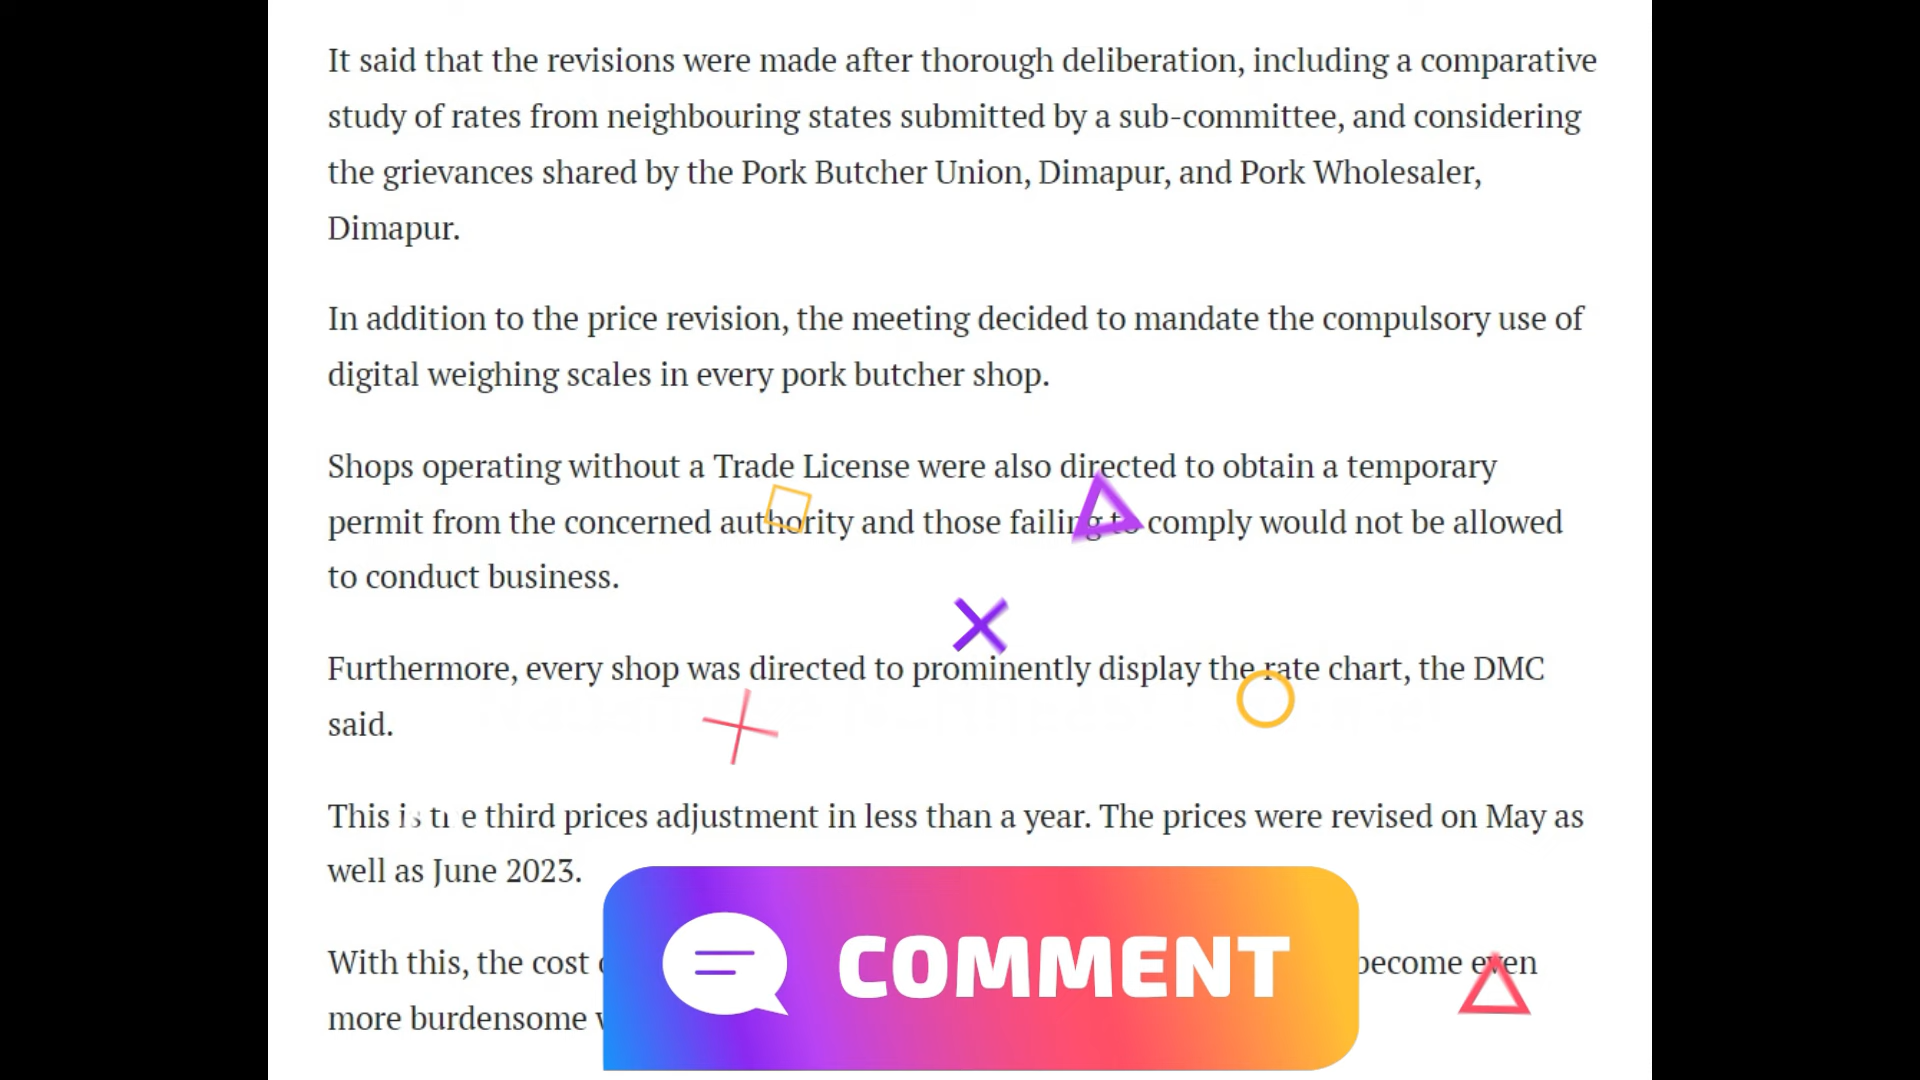 It said that the revisions were made after thorough deliberation, including a comparative
study of rates from neighbouring states submitted by a sub-committee, and considering
the grievances shared by the Pork Butcher Union, Dimapur, and Pork Wholesaler,
Dimapur.
In addition to the price revision, the meeting decided to mandate the compulsory use of
digital weighing scales in every pork butcher shop.
Shops operating without a Trade License were also directed to obtain a temporary
permit from the concerned authority and those failing to comply would not be allowed
to conduct business.
Furthermore, every shop was directed to prominently display the rate chart, the DMC
said.
This is the third prices adjustment in less than a year. The prices were revised on May as
well as June 2023.
With this, the cost become even
more burdensome
COMMENT